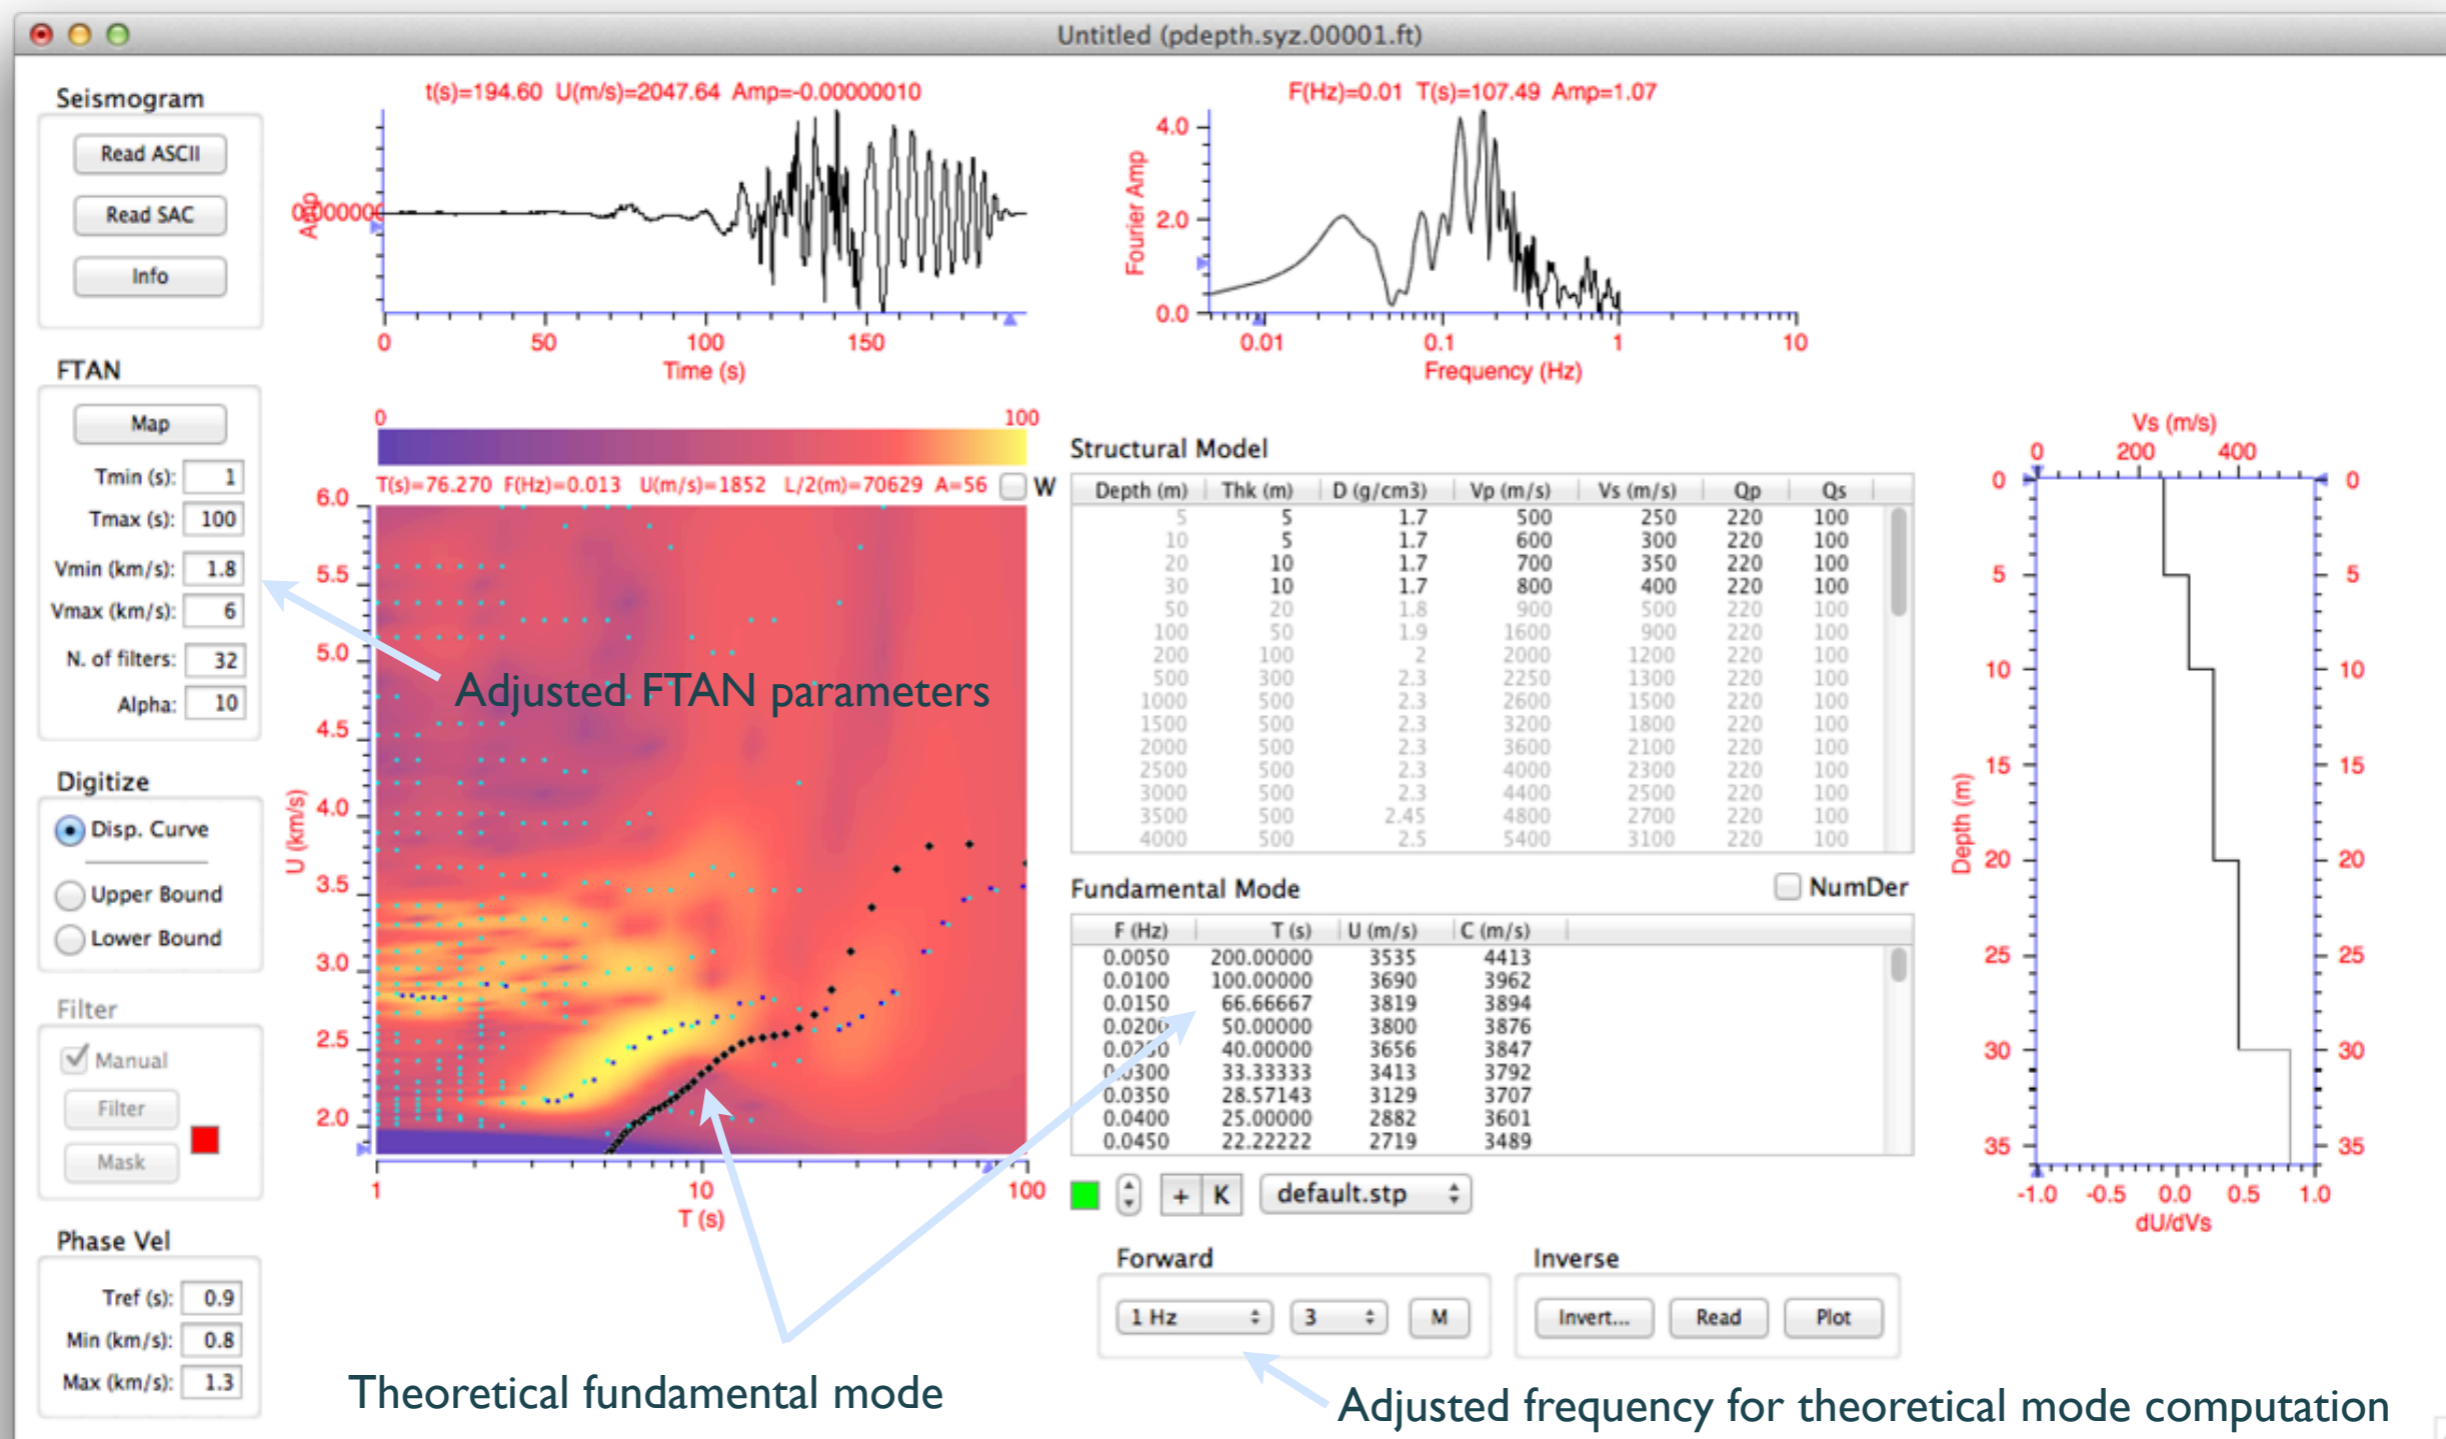 Untitled (pdepth.syz.00001.ft)
Seismogram
Read ASCII
Read SAC
Info
t(s)=194.60 U(m/s)=2047.64 Amp=-0.00000010
Amp
0 50 100 150
Time (s)
F(Hz)=0.01 T(s)=107.49 Amp=1.07
Fourier Amp
4.0
2.0
0.0
0.01 0.1 1 10
Frequency (Hz)
FTAN
Map
Tmin (s): 1
Tmax (s): 100
Vmin (km/s): 1.8
Vmax (km/s): 6
N. of filters: 32
Alpha: 10
Adjusted FTAN parameters
Digitize
Disp. Curve
Upper Bound
Lower Bound
Filter
Manual
Filter
Mask
Phase Vel
Tref (s): 0.9
Min (km/s): 0.8
Max (km/s): 1.3
0 100
T(s)=76.270 F(Hz)=0.013 U(m/s)=1852 L/2(m)=70629 A=56 W
6.0
5.5
5.0
4.5
4.0
3.5
3.0
2.5
2.0
U (km/s)
1 10 100
T (s)
Theoretical fundamental mode
Structural Model
Depth (m) Thk (m) D (g/cm3) Vp (m/s) Vs (m/s) Qp Qs
5 5 1.7 500 250 220 100
10 5 1.7 600 300 220 100
20 10 1.7 700 350 220 100
30 10 1.7 800 400 220 100
50 20 1.8 900 500 220 100
100 50 1.9 1600 900 220 100
200 100 2 2000 1200 220 100
500 300 2.3 2250 1300 220 100
1000 500 2.3 2600 1500 220 100
1500 500 2.3 3200 1800 220 100
2000 500 2.3 3600 2100 220 100
2500 500 2.3 4000 2300 220 100
3000 500 2.3 4400 2500 220 100
3500 500 2.45 4800 2700 220 100
4000 500 2.5 5400 3100 220 100
Fundamental Mode
NumDer
F (Hz) T (s) U (m/s) C (m/s)
0.0050 200.00000 3535 4413
0.0100 100.00000 3690 3962
0.0150 66.66667 3819 3894
0.0200 50.00000 3800 3876
0.0250 40.00000 3656 3847
0.0300 33.33333 3413 3792
0.0350 28.57143 3129 3707
0.0400 25.00000 2882 3601
0.0450 22.22222 2719 3489
+ K default.stp
Forward
1 Hz 3 M
Inverse
Invert... Read Plot
Adjusted frequency for theoretical mode computation
Vs (m/s)
0 200 400
0 0
5 5
10 10
15 15
20 20
25 25
30 30
35 35
Depth (m)
-1.0 -0.5 0.0 0.5 1.0
dU/dVs